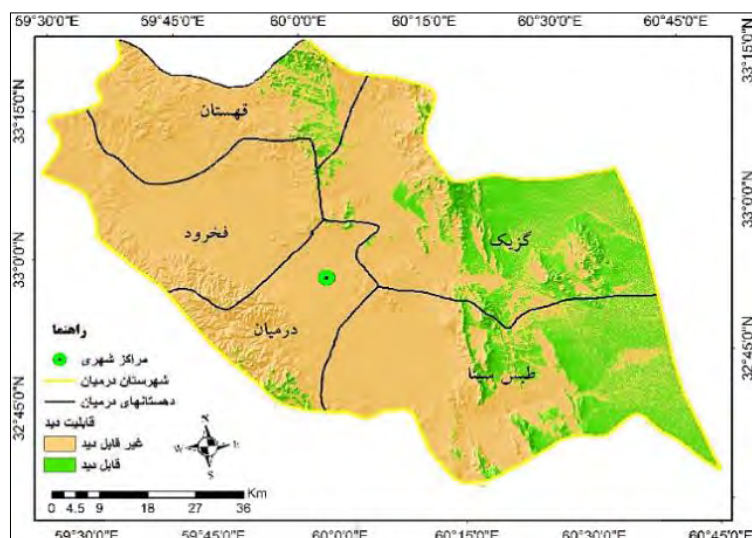 59°30'0"E 59°45'0"E 60°0'0"E 60°15'0"E 60°30'0"E 60°45'0"E
33°15'0"N
33°0'0"N
32°45'0"N
33°15'0"N
33°0'0"N
32°45'0"N
قهستان
فخرود
گزیک
درمیان
طبس مسینا
راهنما
مراکز شهری
شهرستان درمیان
دهستانهای درمیان
قابلیت دید
غیر قابل دید
قابل دید
N
W E
S
Km
0 4.5 9 18 27 36
59°30'0"E 59°45'0"E 60°0'0"E 60°15'0"E 60°30'0"E 60°45'0"E